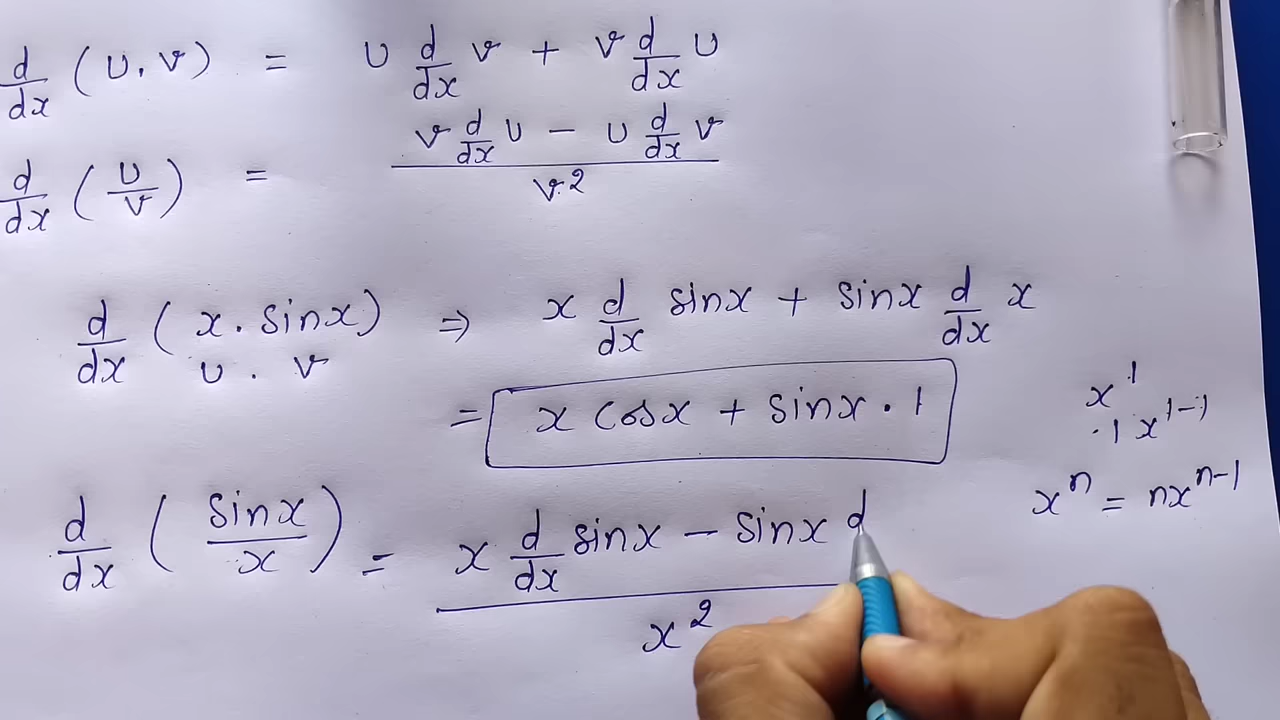 d/dx (u.v) = u d/dx v + v d/dx u
d/dx (u/v) = (v d/dx u − u d/dx v)/v²
d/dx (x . sinx) ⇒ x d/dx sinx + sinx d/dx x
u . v
= x cosx + sinx . 1
x¹
.1 x¹⁻¹
xⁿ = nxⁿ⁻¹
d/dx (sinx/x) = (x d/dx sinx − sinx d)/x²